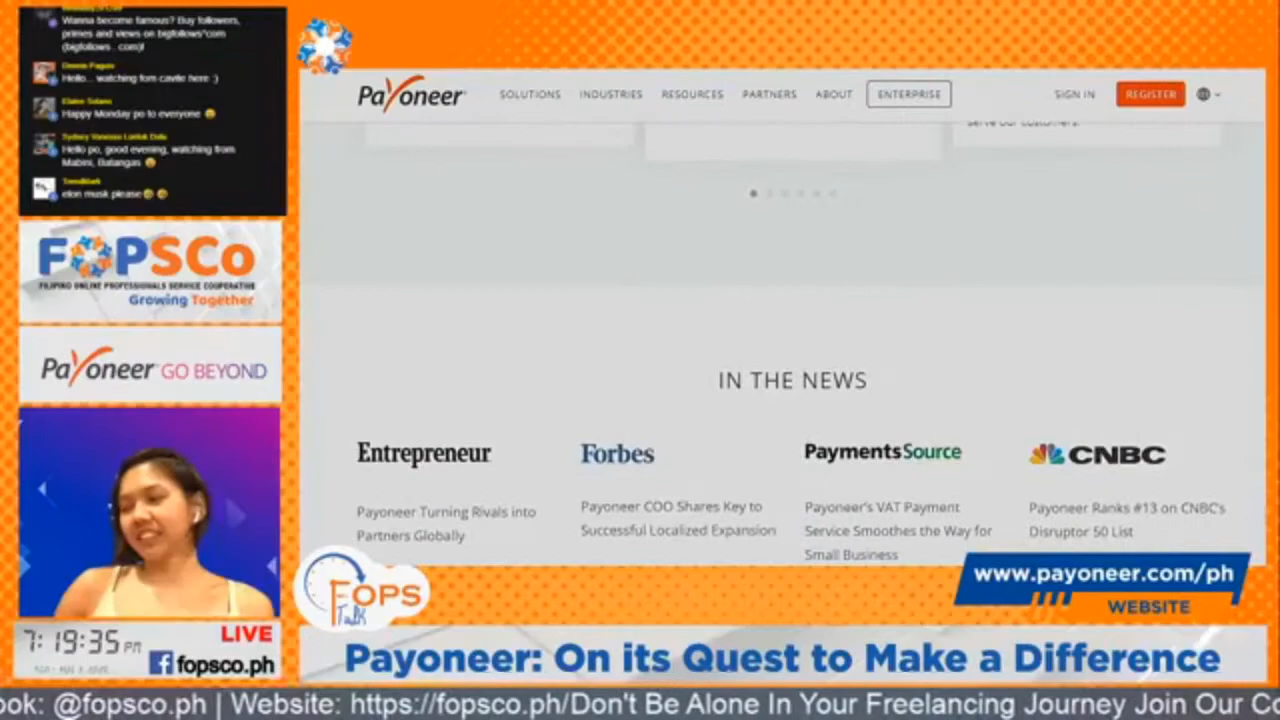 Wanna become famous? Buy followers,
primes and views on bigfollows*com
(bigfollows . com)!
Hello... watching fom cavite here :)
Happy Monday po to everyone
Hello po, good evening, watching from
Mabini, Batangas
elon musk please
FOPSCo
FILIPINO ONLINE PROFESSIONALS SERVICE COOPERATIVE
Growing Together
Payoneer GO BEYOND
7:19:35 PM
LIVE
fopsco.ph
Payoneer
SOLUTIONS INDUSTRIES RESOURCES PARTNERS ABOUT ENTERPRISE SIGN IN REGISTER
serve our customers.
IN THE NEWS
Entrepreneur
Payoneer Turning Rivals into
Partners Globally
Forbes
Payoneer COO Shares Key to
Successful Localized Expansion
PaymentsSource
Payoneer's VAT Payment
Service Smoothes the Way for
Small Business
CNBC
Payoneer Ranks #13 on CNBC's
Disruptor 50 List
FOPS
Talk
www.payoneer.com/ph
WEBSITE
Payoneer: On its Quest to Make a Difference
ook: @fopsco.ph | Website: https://fopsco.ph/Don't Be Alone In Your Freelancing Journey Join Our Co